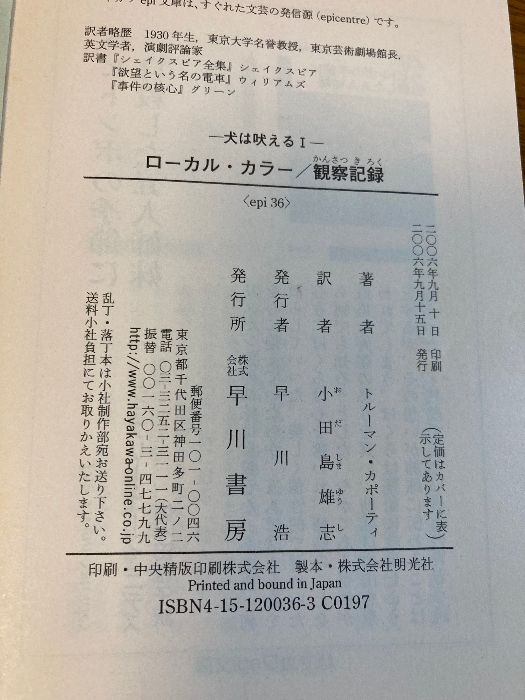 epi 文庫は、すぐれた文芸の発信源 (epicentre) です。
訳者略歴 1930年生，東京大学名誉教授，東京芸術劇場館長，
英文学者，演劇評論家
訳書『シェイクスピア全集』シェイクスピア
『欲望という名の電車』ウィリアムズ
『事件の核心』グリーン
―犬は吠えるⅠ―
ローカル・カラー／観察記録
かんさつきろく
〈epi 36〉
二〇〇六年九月十日 印刷
二〇〇六年九月十五日 発行
(定価はカバーに表
示してあります)
著者 トルーマン・カポーティ
訳者 小田島雄志
お だ しま ゆう し
発行者 早川浩
発行所 株式会社 早川書房
郵便番号一〇一-〇〇四六
東京都千代田区神田多町二ノ二
電話 〇三-三二五二-三一一一(大代表)
振替 〇〇一六〇-三-四七七九九
http://www.hayakawa-online.co.jp
乱丁・落丁本は小社制作部宛お送り下さい。
送料小社負担にてお取りかえいたします。
印刷・中央精版印刷株式会社 製本・株式会社明光社
Printed and bound in Japan
ISBN4-15-120036-3 C0197